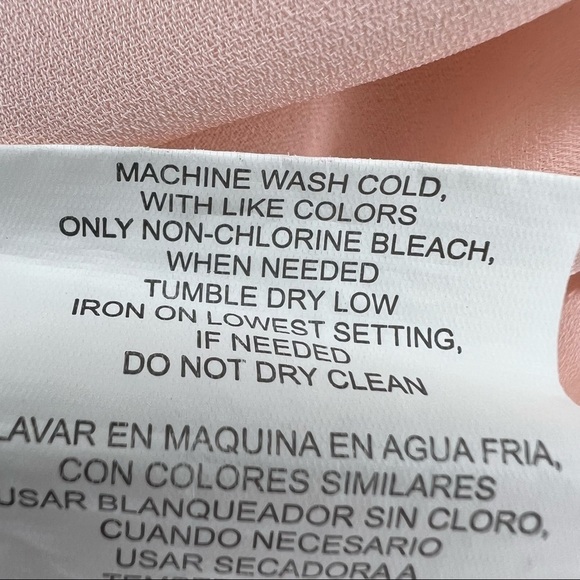 MACHINE WASH COLD,
WITH LIKE COLORS
ONLY NON-CHLORINE BLEACH,
WHEN NEEDED
TUMBLE DRY LOW
IRON ON LOWEST SETTING,
IF NEEDED
DO NOT DRY CLEAN
LAVAR EN MAQUINA EN AGUA FRIA,
CON COLORES SIMILARES
USAR BLANQUEADOR SIN CLORO,
CUANDO NECESARIO
USAR SECADORA A